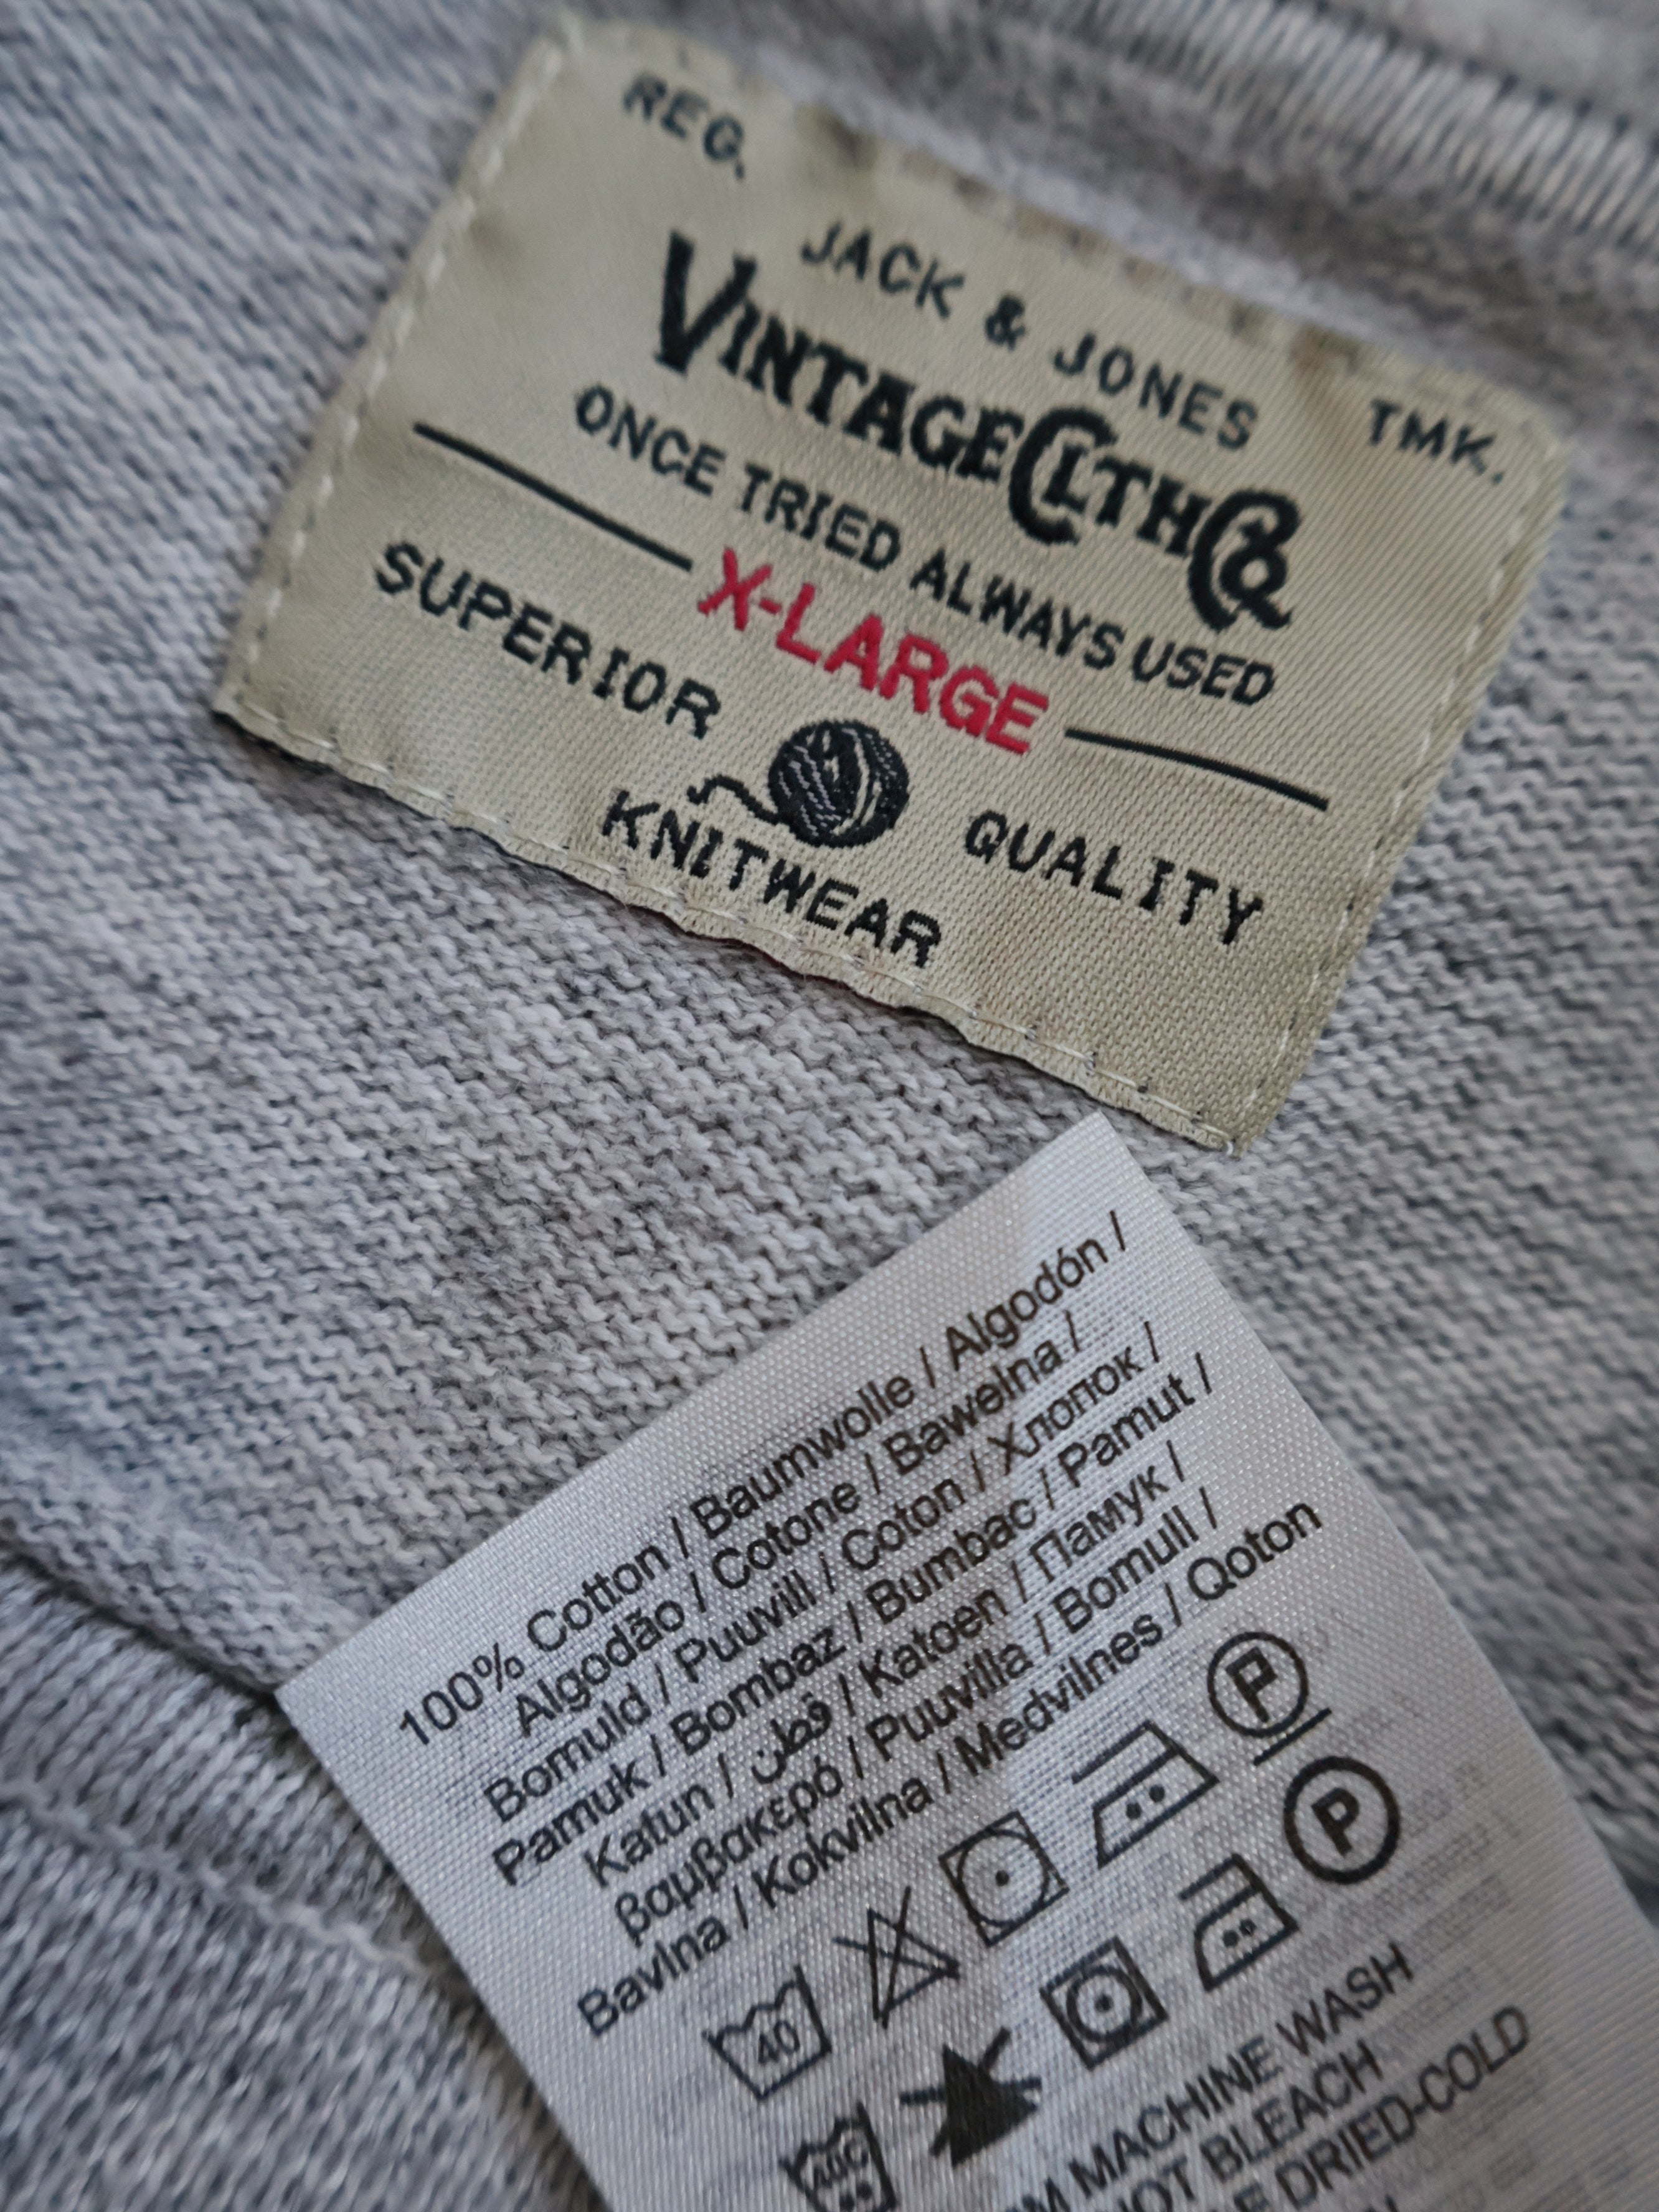 REG.
TMK.
JACK & JONES
VINTAGE CLTH CO
ONCE TRIED ALWAYS USED
X-LARGE
SUPERIOR QUALITY
KNITWEAR
100% Cotton / Baumwolle / Algodón /
Algodão / Cotone / Bawełna /
Bomuld / Puuvill / Coton / Хлопок /
Pamuk / Bombaz / Bumbac / Pamut /
Katun / قطن / Katoen / Памук /
βαμβακερό / Puuvilla / Bomull /
Bavlna / Kokvilna / Medvilnes / Qoton
40 P
40C P
MACHINE WASH
NOT BLEACH
DRIED-COLD